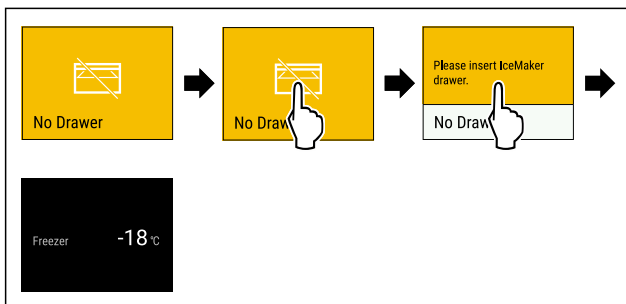 No Drawer
No Draw
Please insert IceMaker
drawer.
No Draw
Freezer
-18 °C